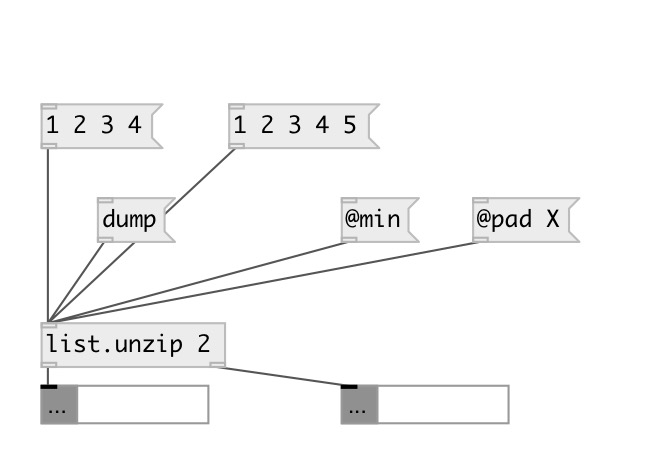 1 2 3 4
1 2 3 4 5
dump
@min
@pad X
list.unzip 2
...
...